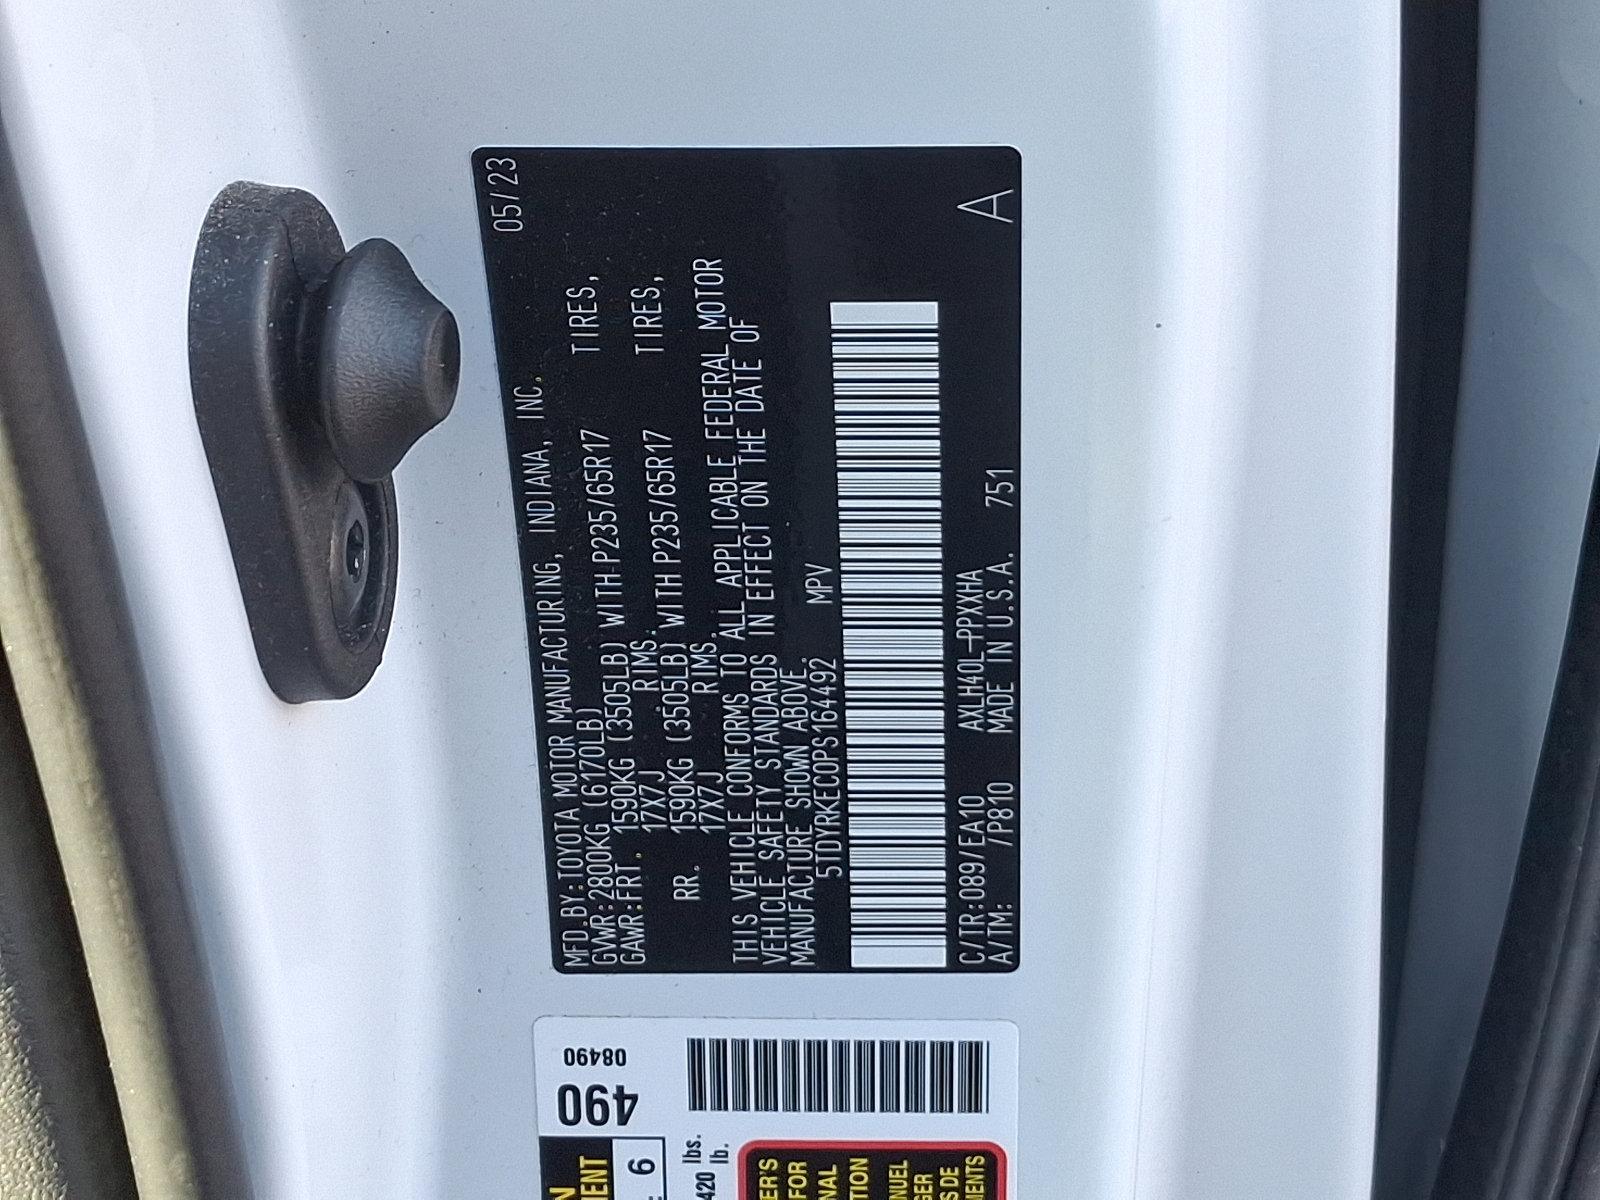 05/23
MFD.BY:TOYOTA MOTOR MANUFACTURING, INDIANA, INC.
GVWR:2800KG (6170LB)
GAWR:FRT. 1590KG (3505LB) WITH P235/65R17 TIRES,
17X7J RIMS.
RR. 1590KG (3505LB) WITH P235/65R17 TIRES,
17X7J RIMS.
THIS VEHICLE CONFORMS TO ALL APPLICABLE FEDERAL MOTOR
VEHICLE SAFETY STANDARDS IN EFFECT ON THE DATE OF
MANUFACTURE SHOWN ABOVE.
5TDYRKEC0PS164492 MPV
C/TR:089/EA10 AXLH40L-PPXXHA
A/TM: /P810 MADE IN U.S.A. 751
A
08490
490
6
420 lbs.
lb.